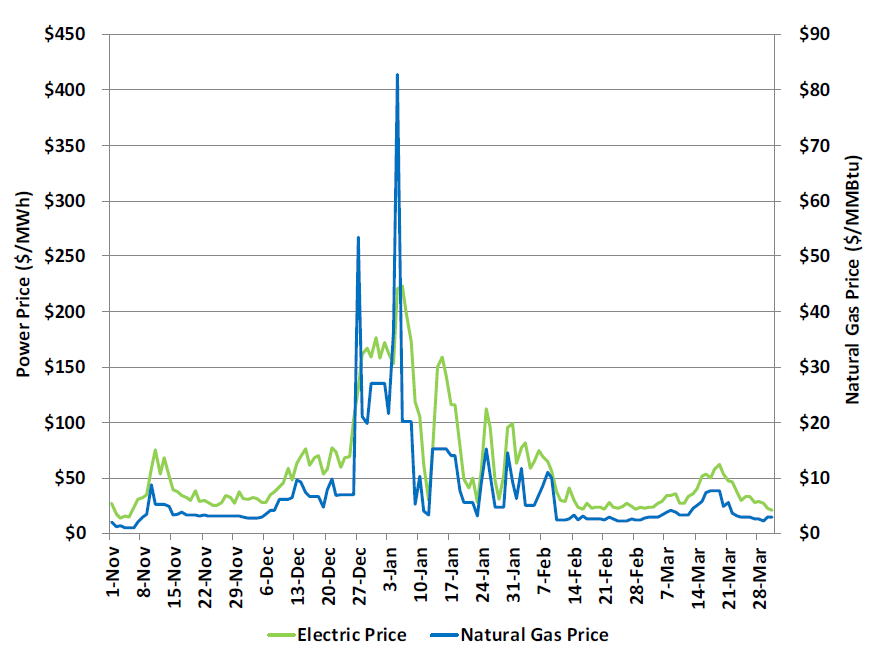 $450
$400
$350
$300
$250
$200
$150
$100
$50
$0
Power Price ($/MWh)
$90
$80
$70
$60
$50
$40
$30
$20
$10
$0
Natural Gas Price ($/MMBtu)
1-Nov
8-Nov
15-Nov
22-Nov
29-Nov
6-Dec
13-Dec
20-Dec
27-Dec
3-Jan
10-Jan
17-Jan
24-Jan
31-Jan
7-Feb
14-Feb
21-Feb
28-Feb
7-Mar
14-Mar
21-Mar
28-Mar
Electric Price
Natural Gas Price